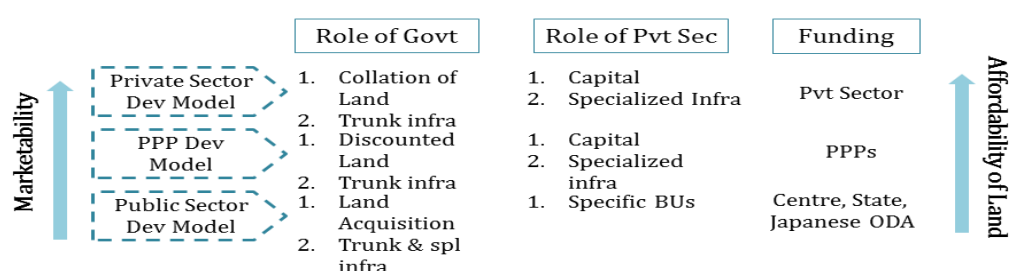 Role of Govt
Role of Pvt Sec
Funding
Marketability
Private Sector
Dev Model
1. Collation of
Land
2. Trunk infra
1. Capital
2. Specialized Infra
Pvt Sector
PPP Dev
Model
1. Discounted
Land
2. Trunk infra
1. Capital
2. Specialized
infra
PPPs
Public Sector
Dev Model
1. Land
Acquisition
2. Trunk & spl
infra
1. Specific BUs
Centre, State,
Japanese ODA
Affordability of Land